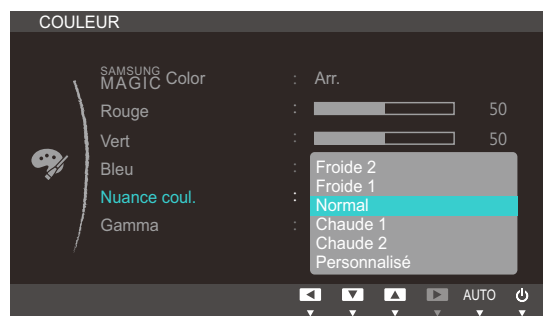 COULEUR
SAMSUNG MAGIC Color : Arr.
Rouge : 50
Vert : 50
Bleu :
Nuance coul. :
Gamma :
Froide 2
Froide 1
Normal
Chaude 1
Chaude 2
Personnalisé
AUTO